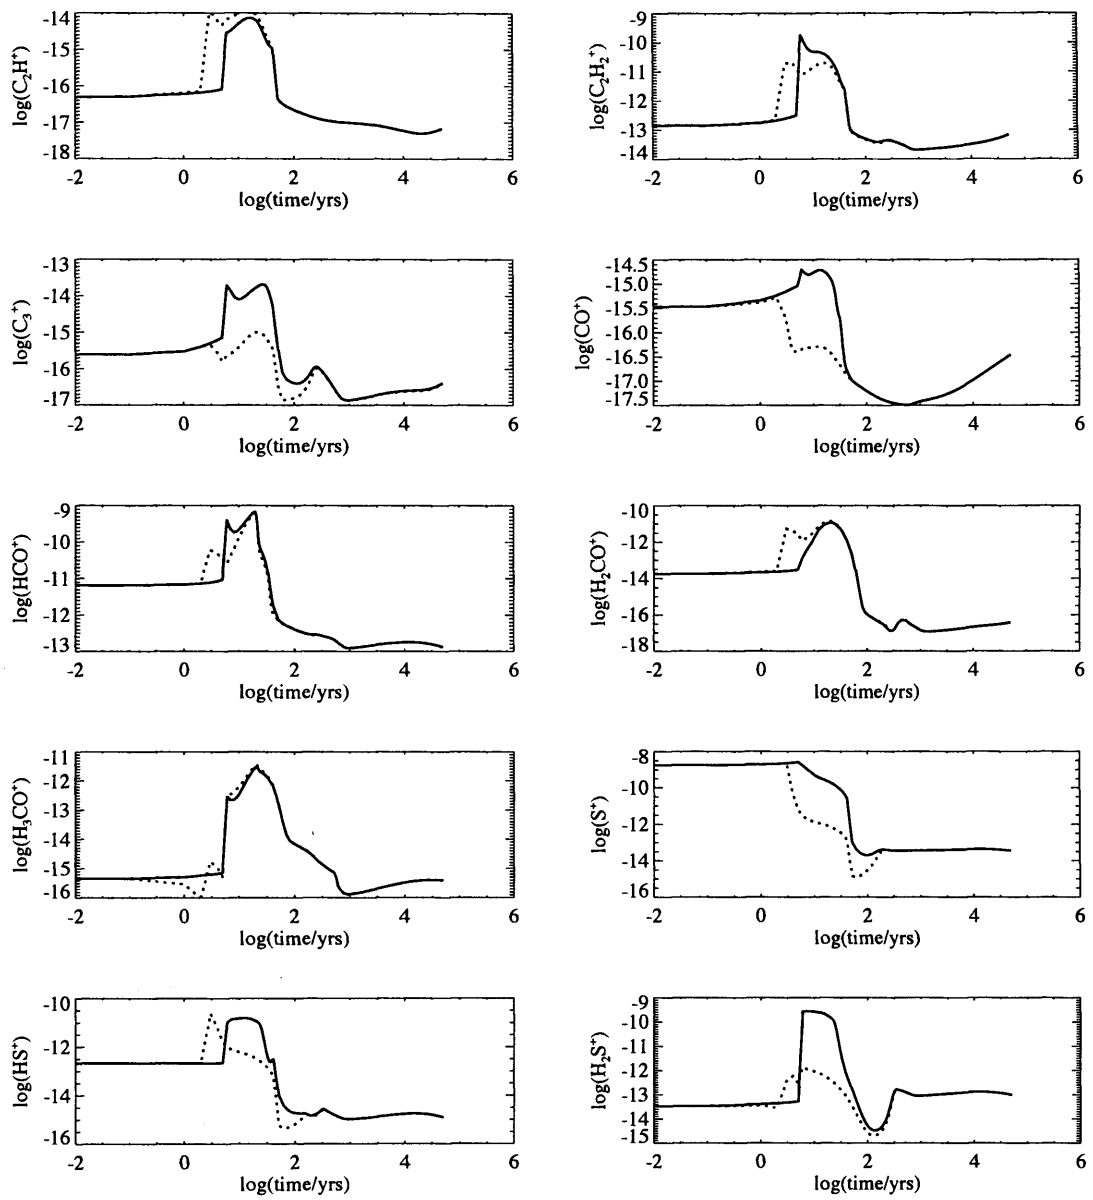 log(C₂H⁺)
-14
-15
-16
-17
-18
-2 0 2 4 6
log(time/yrs)
log(C₂H₂⁺)
-9
-10
-11
-12
-13
-14
-2 0 2 4 6
log(time/yrs)
log(C₃⁺)
-13
-14
-15
-16
-17
-2 0 2 4 6
log(time/yrs)
log(CO⁺)
-14.5
-15.0
-15.5
-16.0
-16.5
-17.0
-17.5
-2 0 2 4 6
log(time/yrs)
log(HCO⁺)
-9
-10
-11
-12
-13
-2 0 2 4 6
log(time/yrs)
log(H₂CO⁺)
-10
-12
-14
-16
-18
-2 0 2 4 6
log(time/yrs)
log(H₃CO⁺)
-11
-12
-13
-14
-15
-16
-2 0 2 4 6
log(time/yrs)
log(S⁺)
-8
-10
-12
-14
-16
-2 0 2 4 6
log(time/yrs)
log(HS⁺)
-10
-12
-14
-16
-2 0 2 4 6
log(time/yrs)
log(H₂S⁺)
-9
-10
-11
-12
-13
-14
-15
-2 0 2 4 6
log(time/yrs)